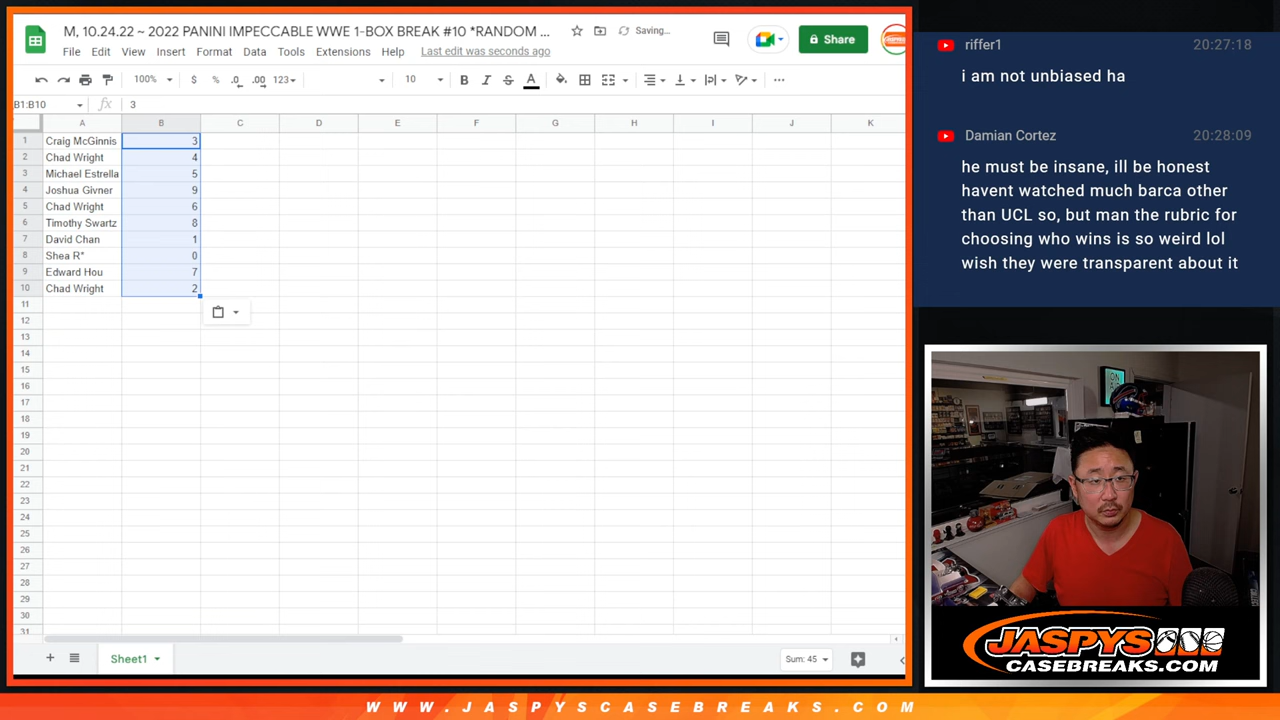 M, 10.24.22 ~ 2022 PANINI IMPECCABLE WWE 1-BOX BREAK #10 *RANDOM ...
Saving...
Share
File Edit View Insert Format Data Tools Extensions Help Last edit was seconds ago
100% $ % .0 .00 123 10 B I S A
B1:B10 fx 3
A B C D E F G H I J K
1 Craig McGinnis 3
2 Chad Wright 4
3 Michael Estrella 5
4 Joshua Givner 9
5 Chad Wright 6
6 Timothy Swartz 8
7 David Chan 1
8 Shea R* 0
9 Edward Hou 7
10 Chad Wright 2
11
12
13
14
15
16
17
18
19
20
21
22
23
24
25
26
27
28
29
30
31
Sheet1
Sum: 45
riffer1 20:27:18
i am not unbiased ha
Damian Cortez 20:28:09
he must be insane, ill be honest
havent watched much barca other
than UCL so, but man the rubric for
choosing who wins is so weird lol
wish they were transparent about it
ON
JASPYS
CASEBREAKS.COM
WWW.JASPYSCASEBREAKS.COM